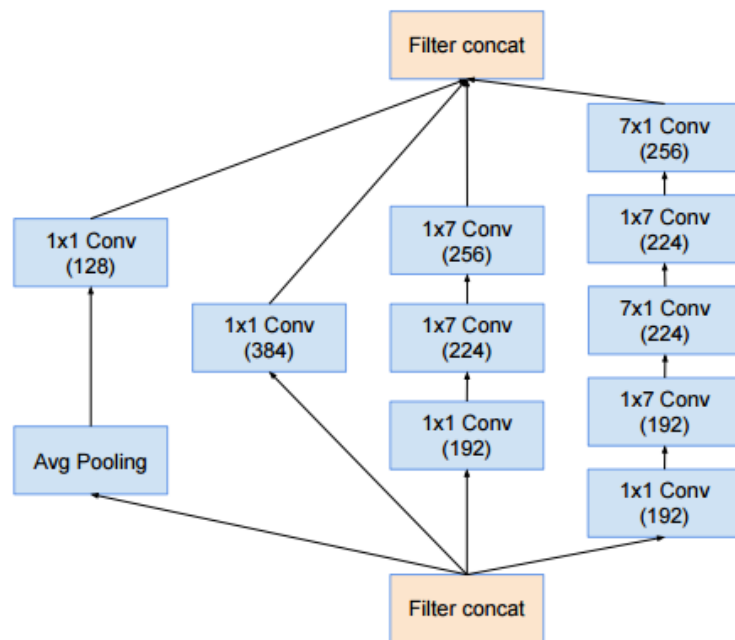 Filter concat
7x1 Conv
(256)
1x7 Conv
(224)
7x1 Conv
(224)
1x7 Conv
(192)
1x1 Conv
(192)
1x7 Conv
(256)
1x7 Conv
(224)
1x1 Conv
(192)
1x1 Conv
(384)
1x1 Conv
(128)
Avg Pooling
Filter concat